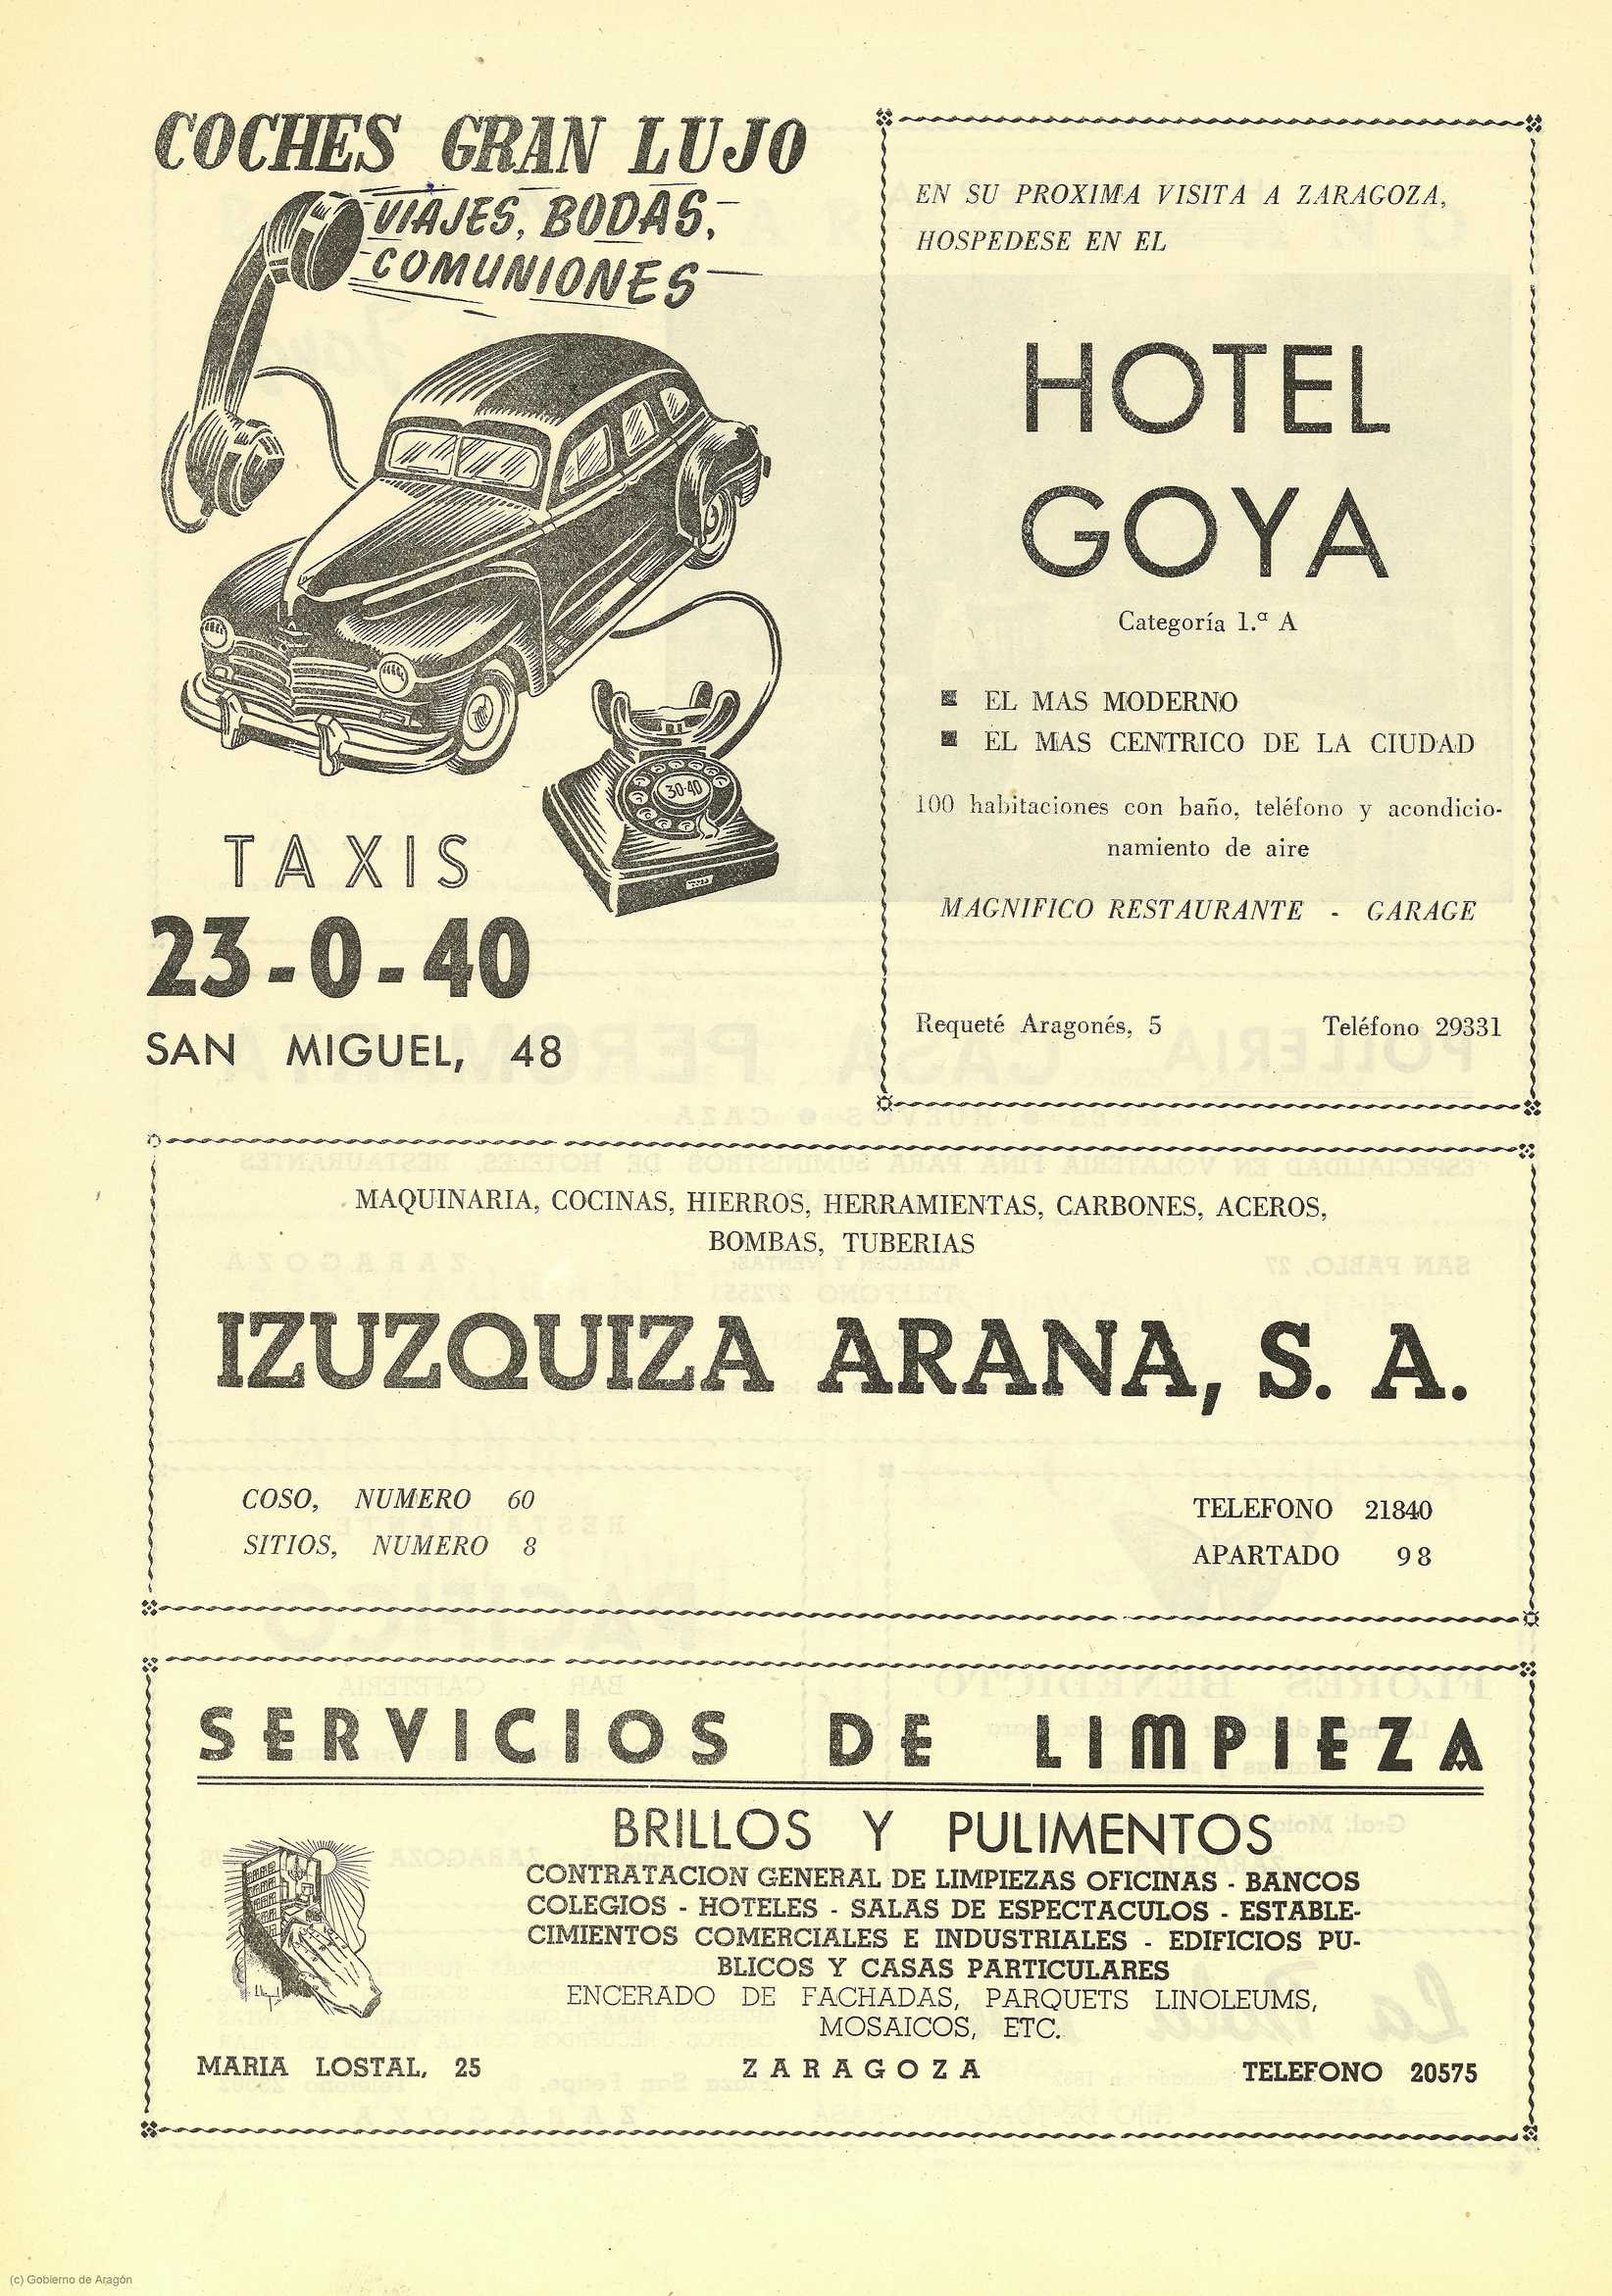 COCHES GRAN LUJO
VIAJES, BODAS,
COMUNIONES
30-40
TAXIS
23-0-40
SAN MIGUEL, 48
EN SU PROXIMA VISITA A ZARAGOZA,
HOSPEDESE EN EL
HOTEL
GOYA
Categoría 1.ª A
EL MAS MODERNO
EL MAS CENTRICO DE LA CIUDAD
100 habitaciones con baño, teléfono y acondicio-
namiento de aire
MAGNIFICO RESTAURANTE - GARAGE
Requeté Aragonés, 5 Teléfono 29331
MAQUINARIA, COCINAS, HIERROS, HERRAMIENTAS, CARBONES, ACEROS,
BOMBAS, TUBERIAS
IZUZQUIZA ARANA, S. A.
COSO, NUMERO 60
SITIOS, NUMERO 8
TELEFONO 21840
APARTADO 98
SERVICIOS DE LIMPIEZA
BRILLOS Y PULIMENTOS
CONTRATACION GENERAL DE LIMPIEZAS OFICINAS - BANCOS
COLEGIOS - HOTELES - SALAS DE ESPECTACULOS - ESTABLE-
CIMIENTOS COMERCIALES E INDUSTRIALES - EDIFICIOS PU-
BLICOS Y CASAS PARTICULARES
ENCERADO DE FACHADAS, PARQUETS LINOLEUMS,
MOSAICOS, ETC.
MARIA LOSTAL, 25 ZARAGOZA TELEFONO 20575
(c) Gobierno de Aragón